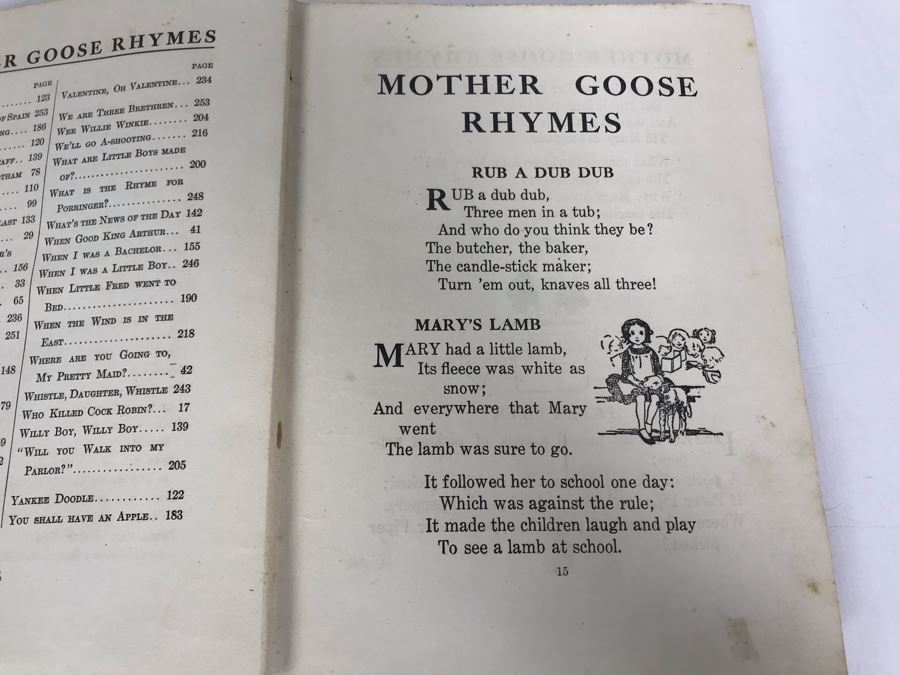 ER GOOSE RHYMES
PAGE
123
OF SPAIN 253
NG.... 186
120
AFF.. 139
OTHAM 78
110
99
LAST 133
29
R'S
156
33
65
236
251
148
79
PAGE
VALENTINE, OH VALENTINE... 234
WE ARE THREE BRETHREN... 253
WEE WILLIE WINKIE........ 204
WE'LL GO A-SHOOTING.... 216
WHAT ARE LITTLE BOYS MADE
OF?...................... 200
WHAT IS THE RHYME FOR
PORRINGER?............... 248
WHAT'S THE NEWS OF THE DAY 142
WHEN GOOD KING ARTHUR... 41
WHEN I WAS A BACHELOR... 155
WHEN I WAS A LITTLE BOY.. 246
WHEN LITTLE FRED WENT TO
BED...................... 190
WHEN THE WIND IS IN THE
EAST..................... 218
WHERE ARE YOU GOING TO,
MY PRETTY MAID?........ 42
WHISTLE, DAUGHTER, WHISTLE 243
WHO KILLED COCK ROBIN?... 17
WILLY BOY, WILLY BOY..... 139
"WILL YOU WALK INTO MY
PARLOR?"................. 205
YANKEE DOODLE............ 122
YOU SHALL HAVE AN APPLE.. 183
MOTHER GOOSE
RHYMES
RUB A DUB DUB
RUB a dub dub,
Three men in a tub;
And who do you think they be?
The butcher, the baker,
The candle-stick maker;
Turn 'em out, knaves all three!
MARY'S LAMB
MARY had a little lamb,
Its fleece was white as
snow;
And everywhere that Mary
went
The lamb was sure to go.
It followed her to school one day:
Which was against the rule;
It made the children laugh and play
To see a lamb at school.
15